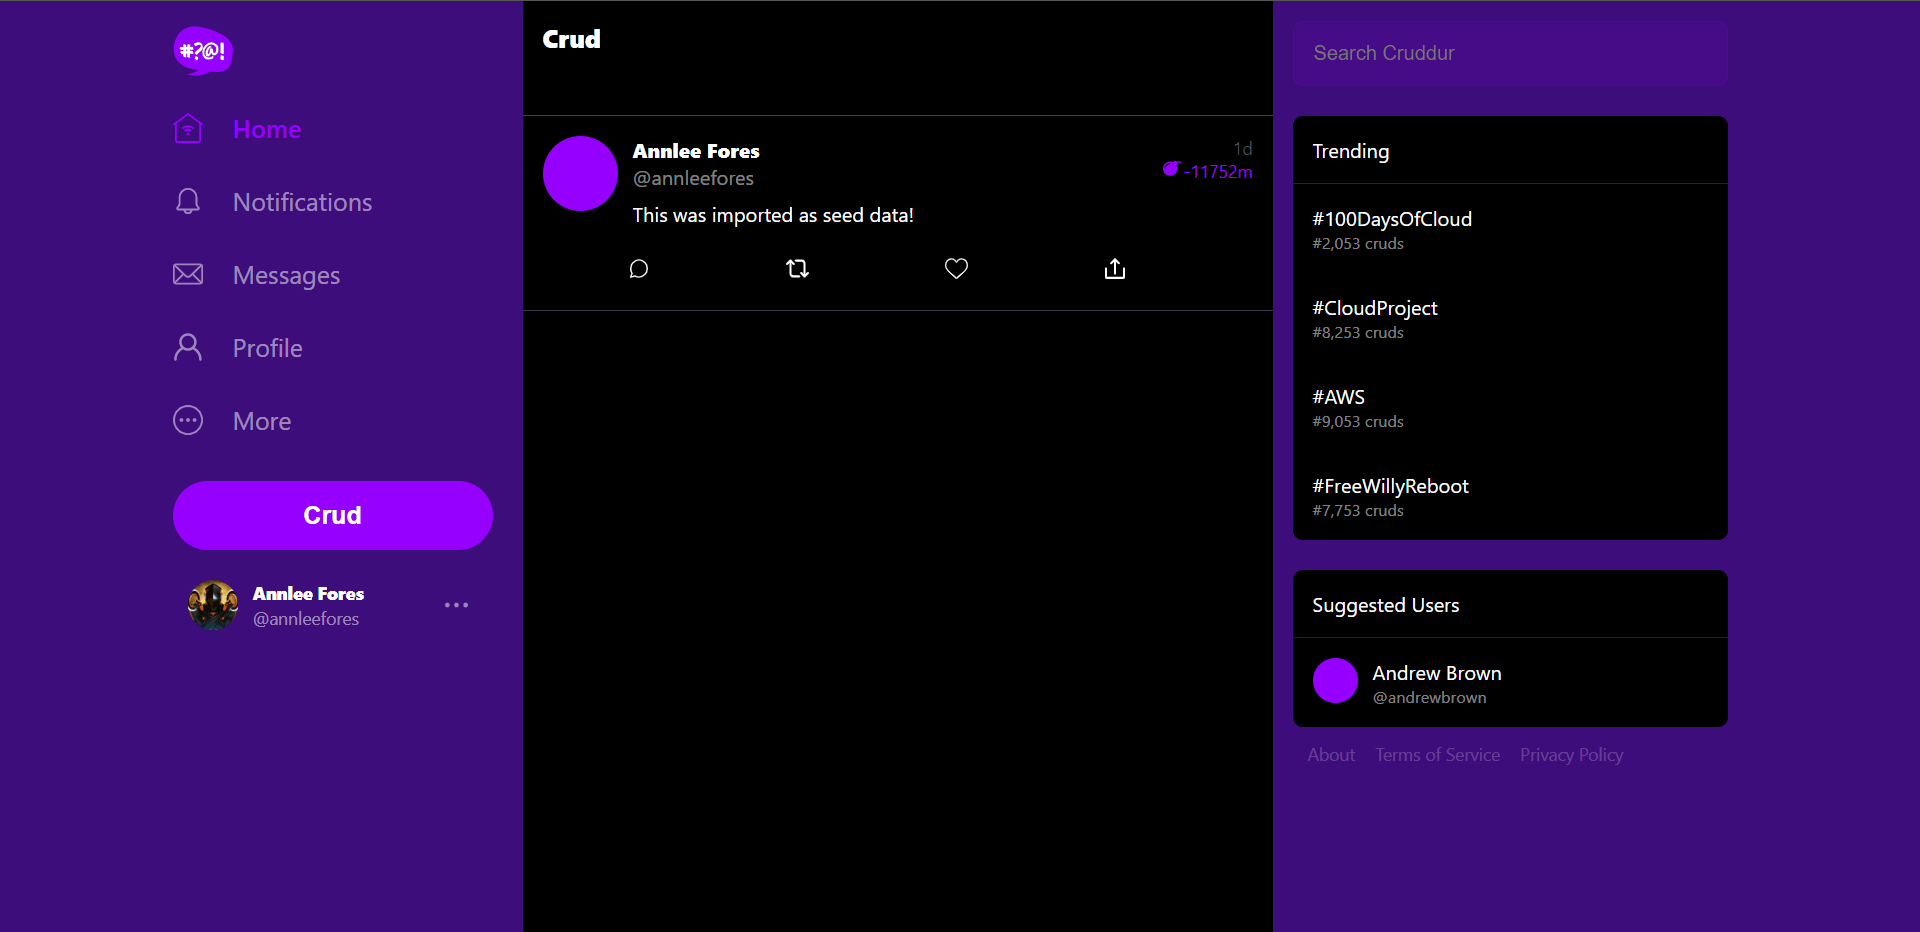 #?@!
Home
Notifications
Messages
Profile
More
Crud
Annlee Fores
@annleefores
Crud
Annlee Fores
@annleefores
1d
-11752m
This was imported as seed data!
Search Cruddur
Trending
#100DaysOfCloud
#2,053 cruds
#CloudProject
#8,253 cruds
#AWS
#9,053 cruds
#FreeWillyReboot
#7,753 cruds
Suggested Users
Andrew Brown
@andrewbrown
About Terms of Service Privacy Policy